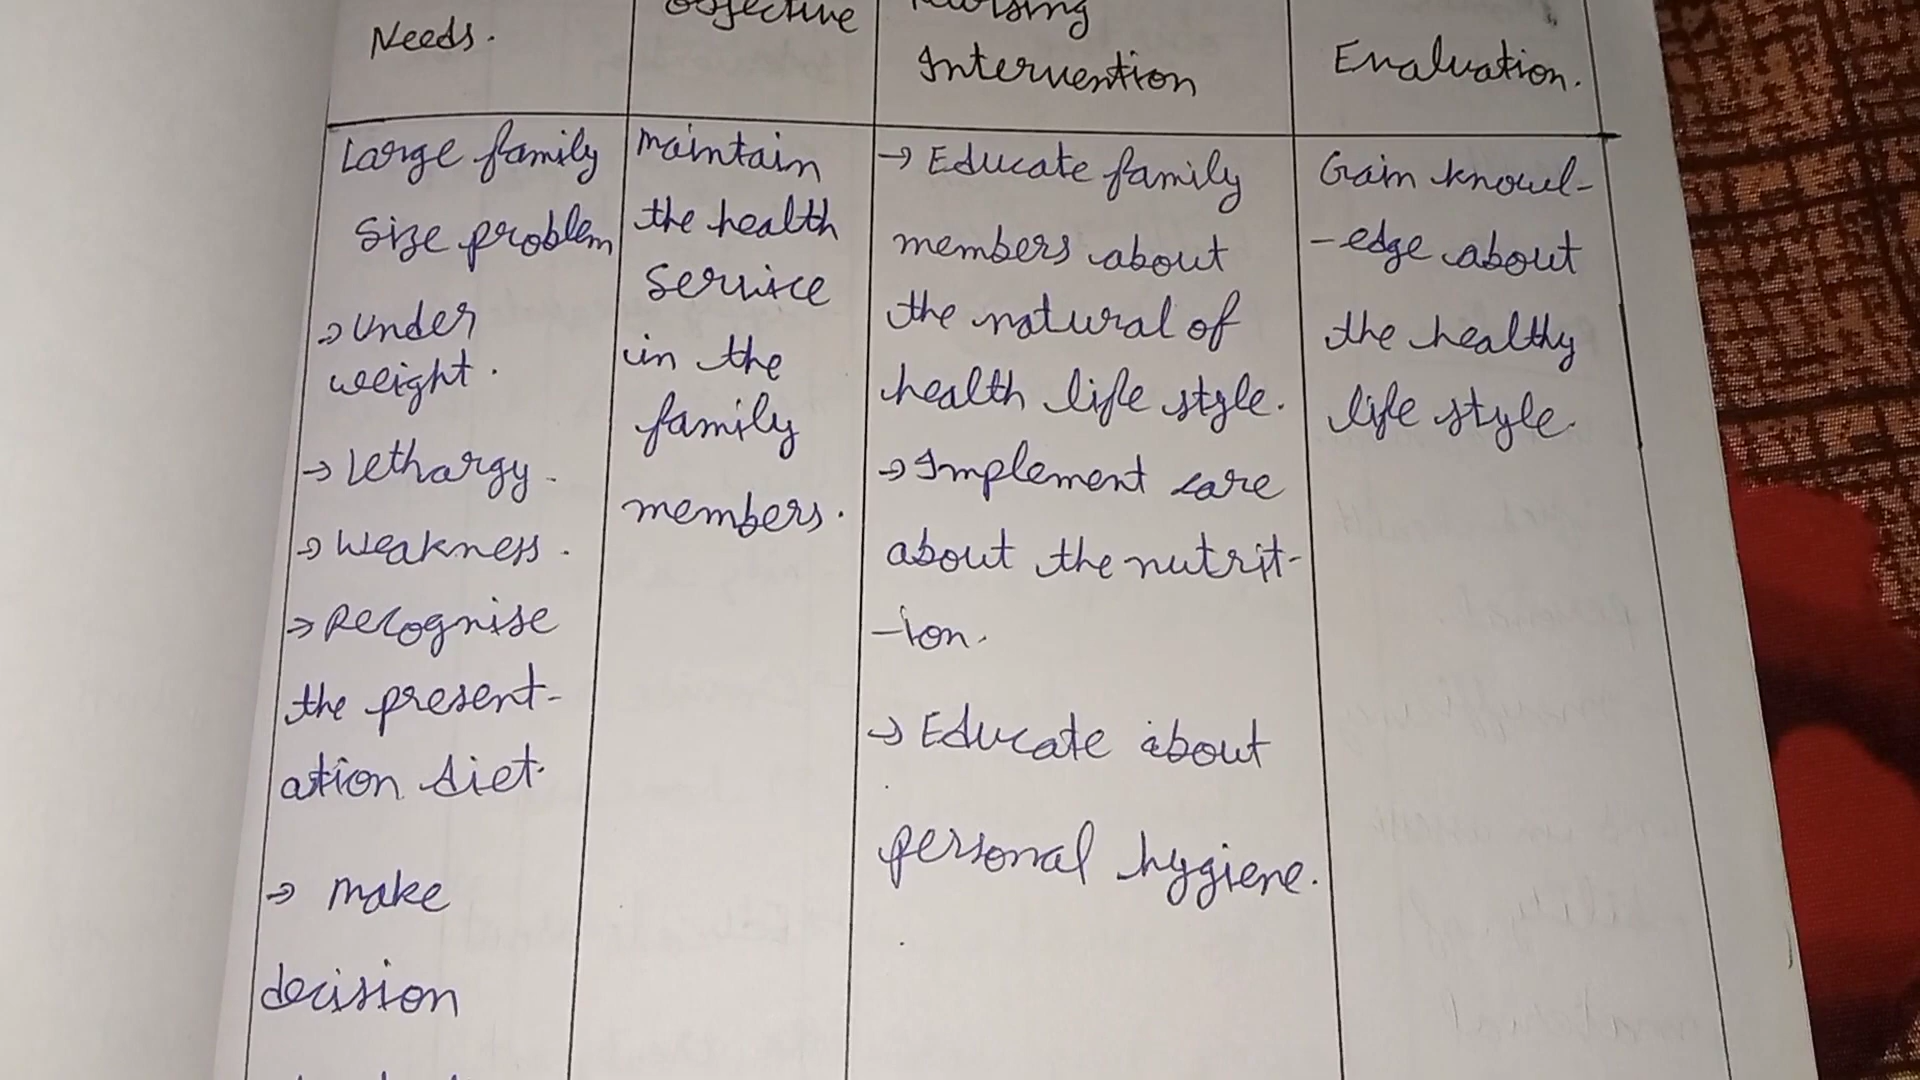 Needs.
Objective
Nursing
Intervention
Evaluation.
Large family
size problem
→ Under
weight.
→ Lethargy.
→ Weakness.
→ Recognise
the present-
ation diet.
→ Make
decision
Maintain
the health
service
in the
family
members.
→ Educate family
members about
the natural of
health life style.
→ Implement care
about the nutrit-
-ion.
→ Educate about
personal hygiene.
Gain knowl-
-edge about
the healthy
life style.